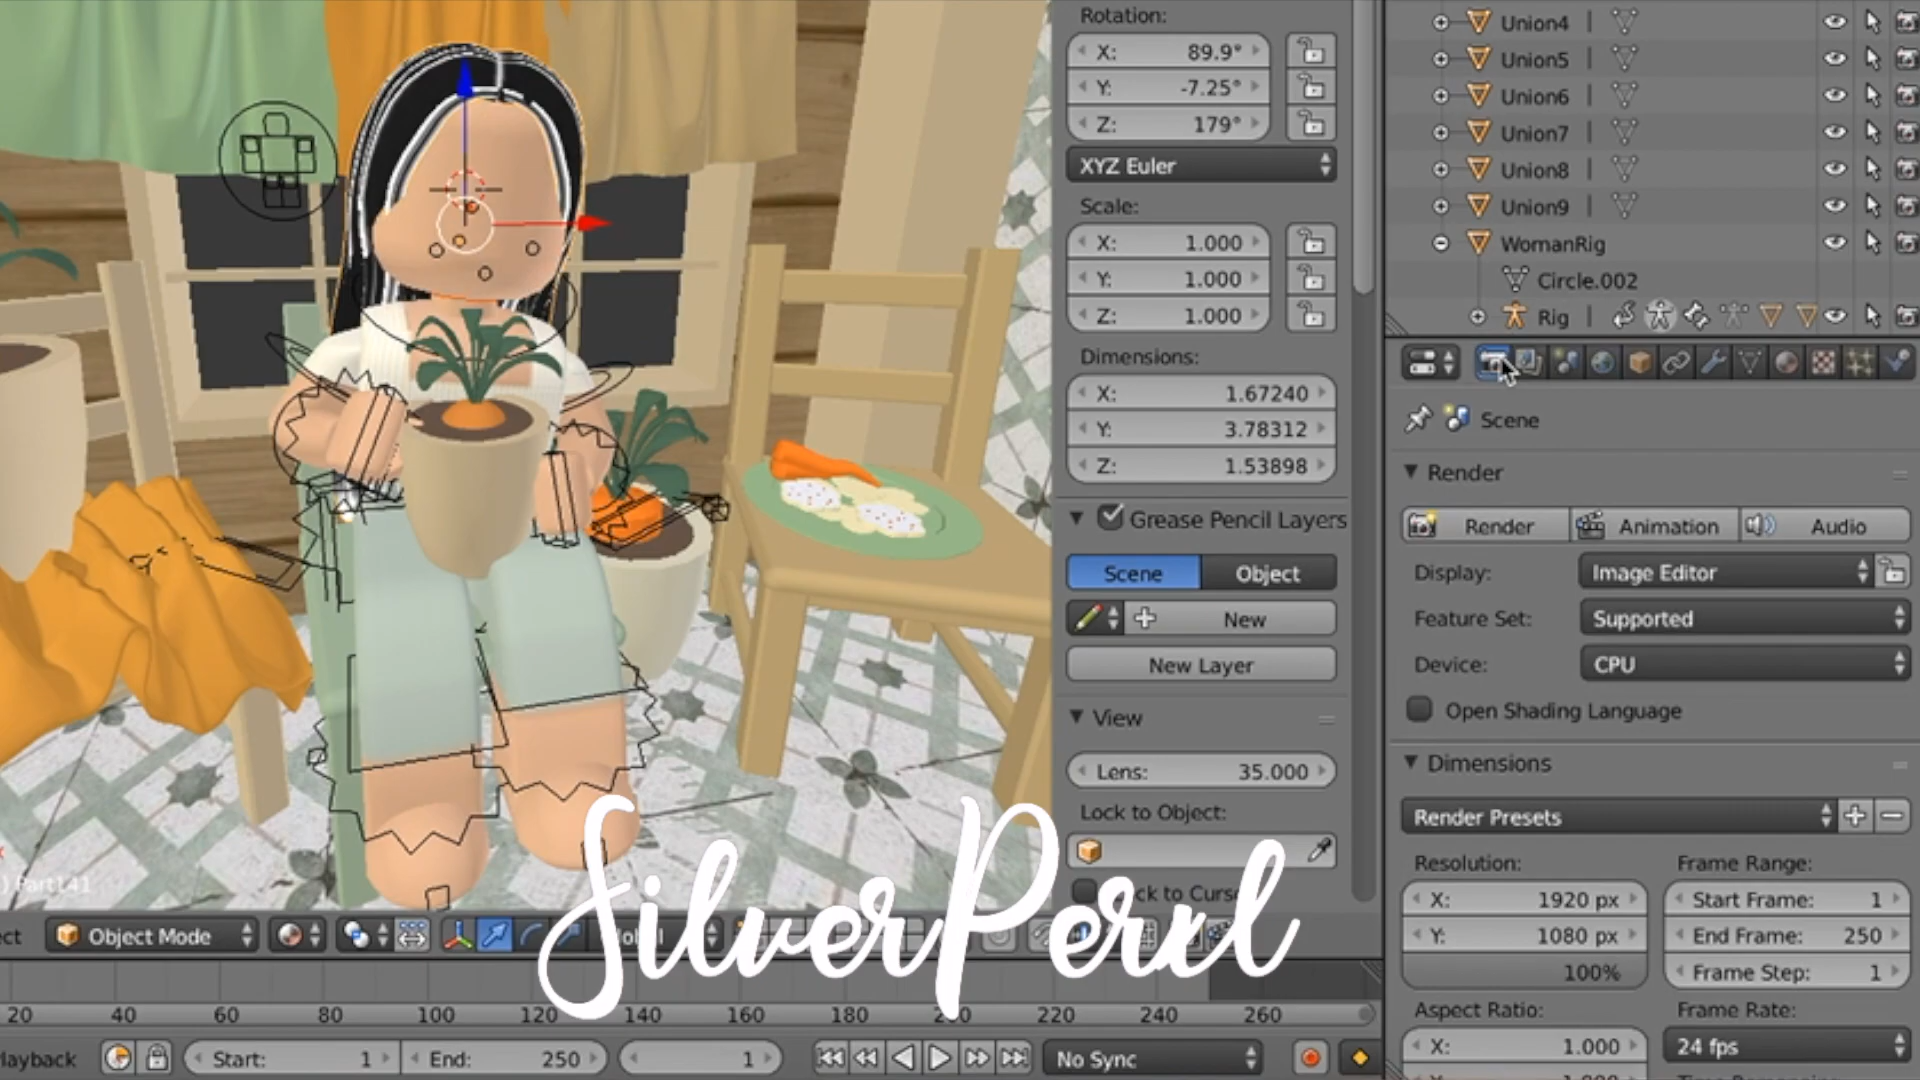 Rotation:
X: 89.9°
Y: -7.25°
Z: 179°
XYZ Euler
Scale:
X: 1.000
Y: 1.000
Z: 1.000
Dimensions:
X: 1.67240
Y: 3.78312
Z: 1.53898
Grease Pencil Layers
Scene Object
New
New Layer
View
Lens: 35.000
Lock to Object:
Union4
Union5
Union6
Union7
Union8
Union9
WomanRig
Circle.002
Rig
Scene
Render
Render Animation Audio
Display: Image Editor
Feature Set: Supported
Device: CPU
Open Shading Language
Dimensions
Render Presets
Resolution: Frame Range:
X: 1920 px Start Frame: 1
Y: 1080 px End Frame: 250
100% Frame Step: 1
Aspect Ratio: Frame Rate:
X: 1.000 24 fps
) Part141
Object Mode
SilverPerxl
20 40 60 80 100 120 140 160 180 200 220 240 260
Start: 1 End: 250 1 No Sync